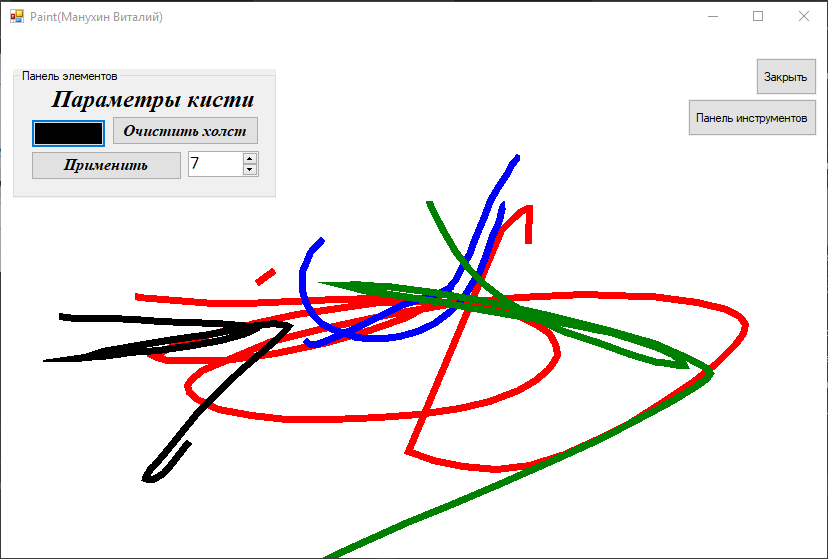 Paint(Манухин Виталий)
Закрыть
Панель инструментов
Панель элементов
Параметры кисти
Очистить холст
Применить
7